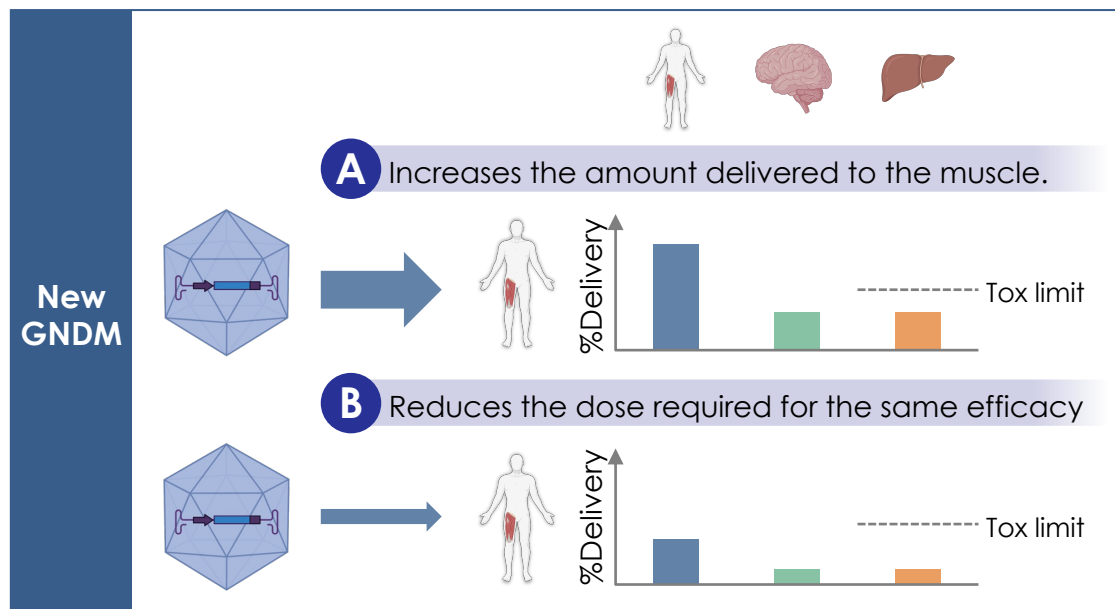 New
GNDM
A Increases the amount delivered to the muscle.
%Delivery
Tox limit
B Reduces the dose required for the same efficacy
%Delivery
Tox limit